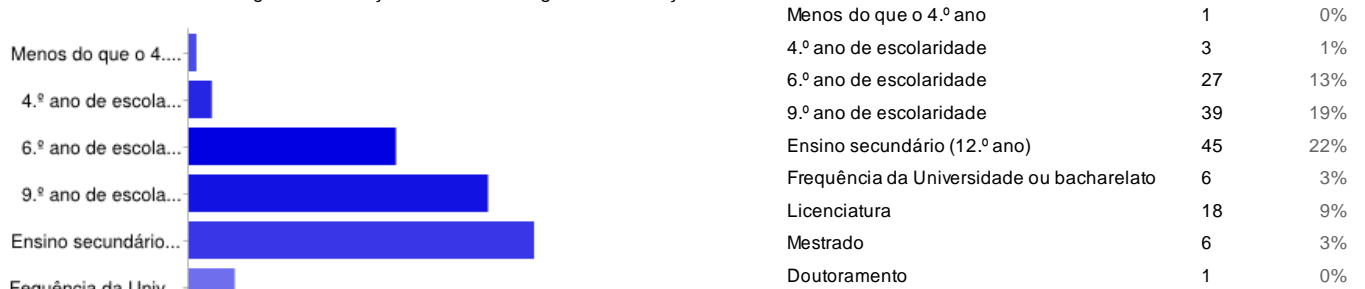 Menos do que o 4....
4.º ano de escola...
6.º ano de escola...
9.º ano de escola...
Ensino secundário...
Fequência da Univ...
Menos do que o 4.º ano 1 0%
4.º ano de escolaridade 3 1%
6.º ano de escolaridade 27 13%
9.º ano de escolaridade 39 19%
Ensino secundário (12.º ano) 45 22%
Frequência da Universidade ou bacharelato 6 3%
Licenciatura 18 9%
Mestrado 6 3%
Doutoramento 1 0%